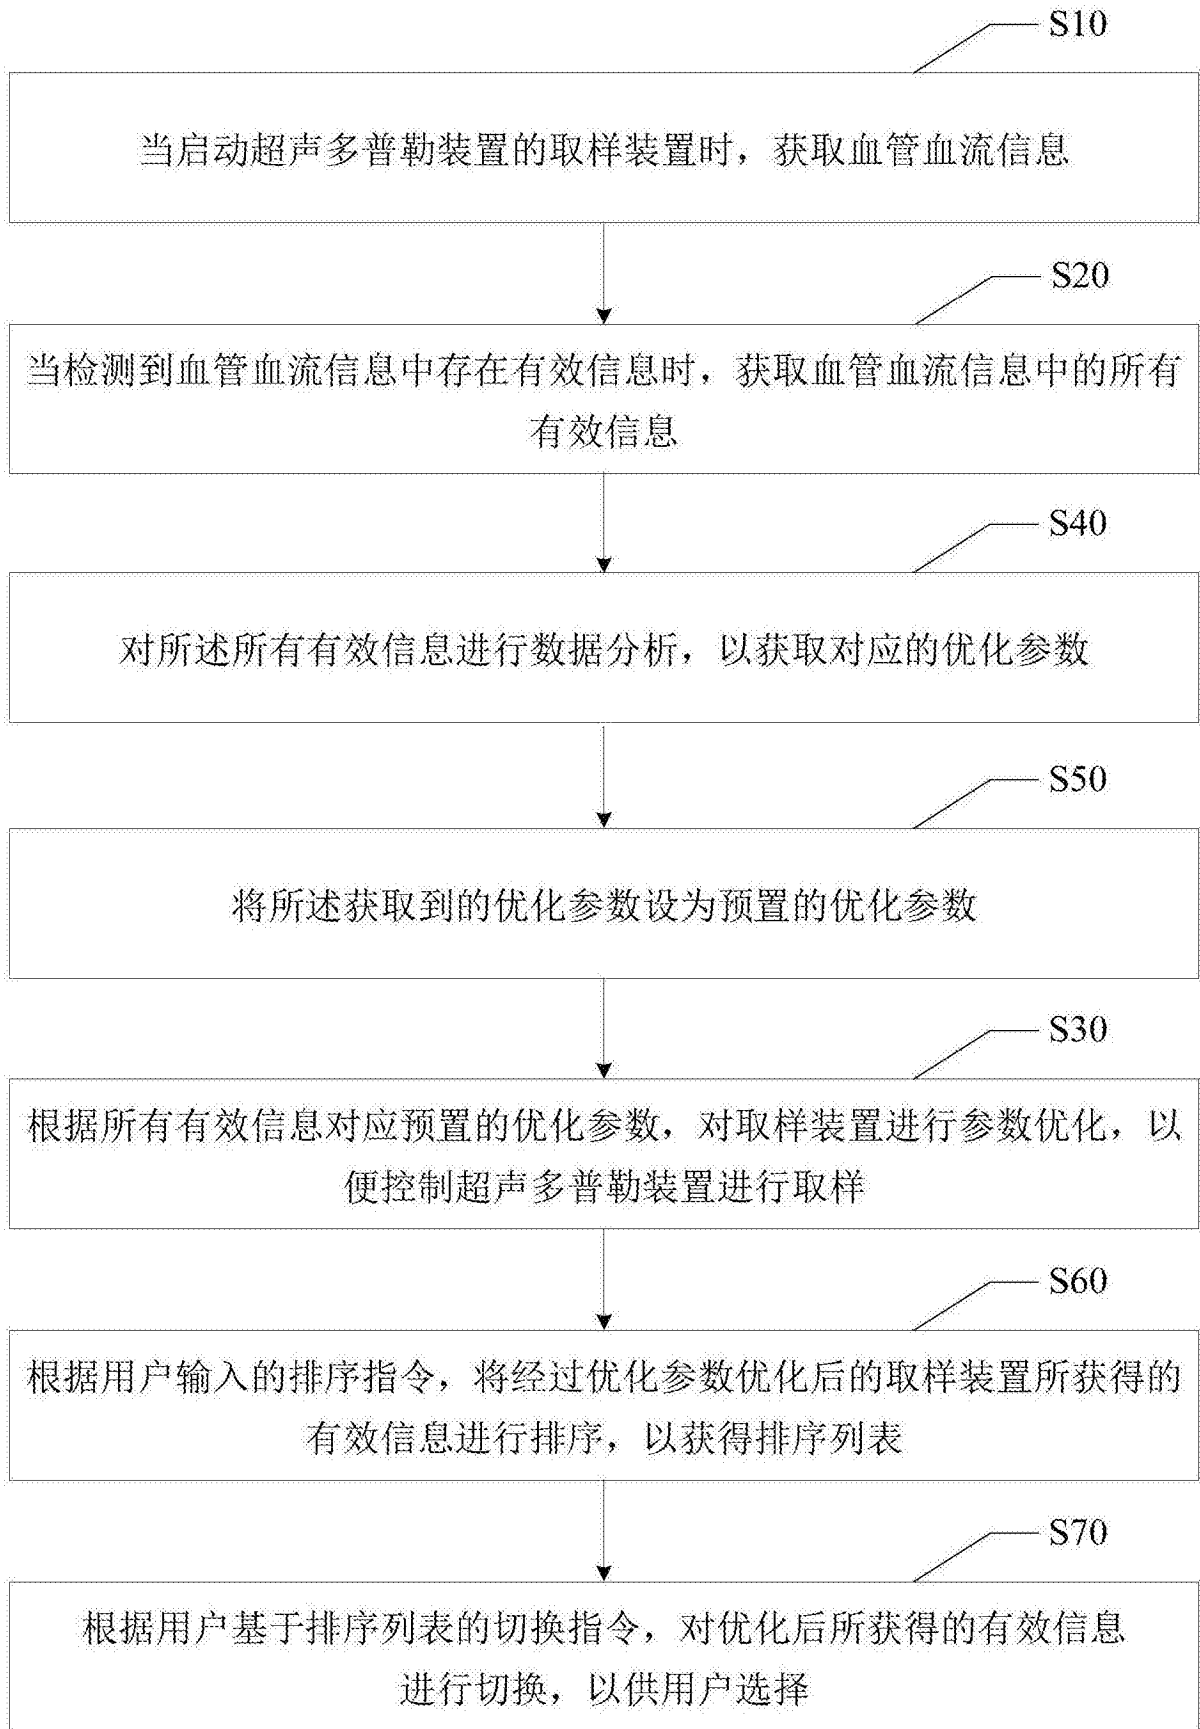 S10
当启动超声多普勒装置的取样装置时，获取血管血流信息
S20
当检测到血管血流信息中存在有效信息时，获取血管血流信息中的所有
有效信息
S40
对所述所有有效信息进行数据分析，以获取对应的优化参数
S50
将所述获取到的优化参数设为预置的优化参数
S30
根据所有有效信息对应预置的优化参数，对取样装置进行参数优化，以
便控制超声多普勒装置进行取样
S60
根据用户输入的排序指令，将经过优化参数优化后的取样装置所获得的
有效信息进行排序，以获得排序列表
S70
根据用户基于排序列表的切换指令，对优化后所获得的有效信息
进行切换，以供用户选择